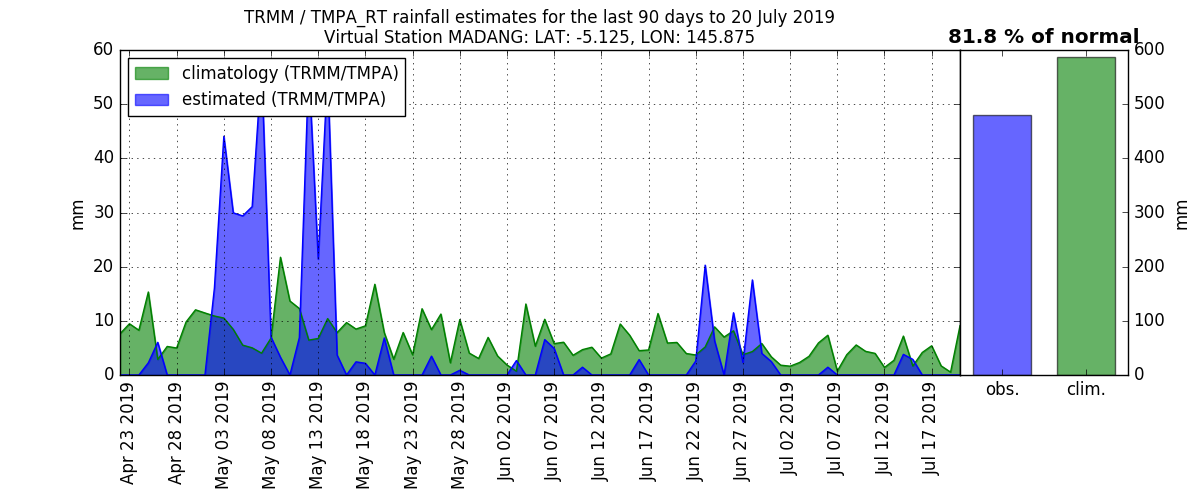 TRMM / TMPA_RT rainfall estimates for the last 90 days to 20 July 2019
Virtual Station MADANG: LAT: -5.125, LON: 145.875
81.8 % of normal
climatology (TRMM/TMPA)
estimated (TRMM/TMPA)
60
50
40
30
20
10
0
mm
600
500
400
300
200
100
0
mm
Apr 23 2019
Apr 28 2019
May 03 2019
May 08 2019
May 13 2019
May 18 2019
May 23 2019
May 28 2019
Jun 02 2019
Jun 07 2019
Jun 12 2019
Jun 17 2019
Jun 22 2019
Jun 27 2019
Jul 02 2019
Jul 07 2019
Jul 12 2019
Jul 17 2019
obs.
clim.